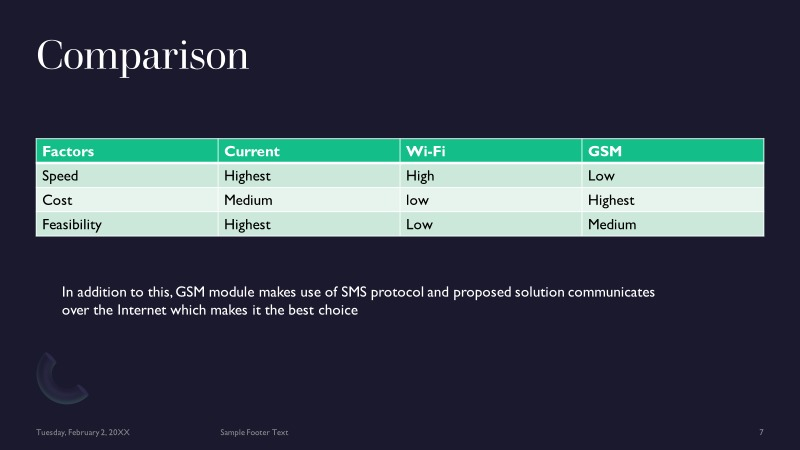 Comparison
Factors Current Wi-Fi GSM
Speed Highest High Low
Cost Medium low Highest
Feasibility Highest Low Medium
In addition to this, GSM module makes use of SMS protocol and proposed solution communicates
over the Internet which makes it the best choice
Tuesday, February 2, 20XX Sample Footer Text 7